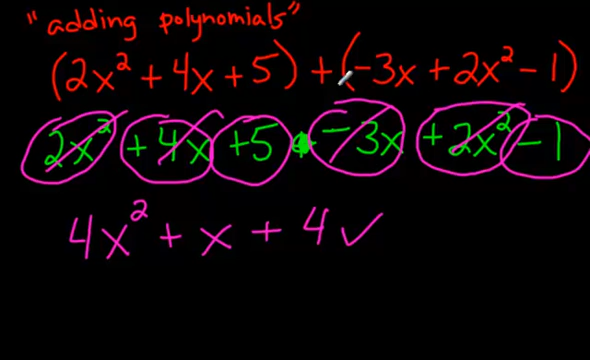 "adding polynomials"
(2x² + 4x + 5) + (-3x + 2x² - 1)
2x² + 4x + 5 - 3x + 2x² - 1
4x² + x + 4 ✓